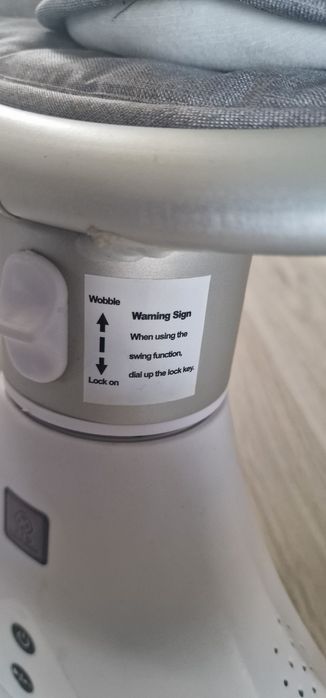 Wobble
Lock on
Warning Sign
When using the
swing function,
dial up the lock key.